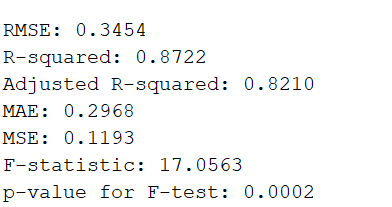 RMSE: 0.3454
R-squared: 0.8722
Adjusted R-squared: 0.8210
MAE: 0.2968
MSE: 0.1193
F-statistic: 17.0563
p-value for F-test: 0.0002